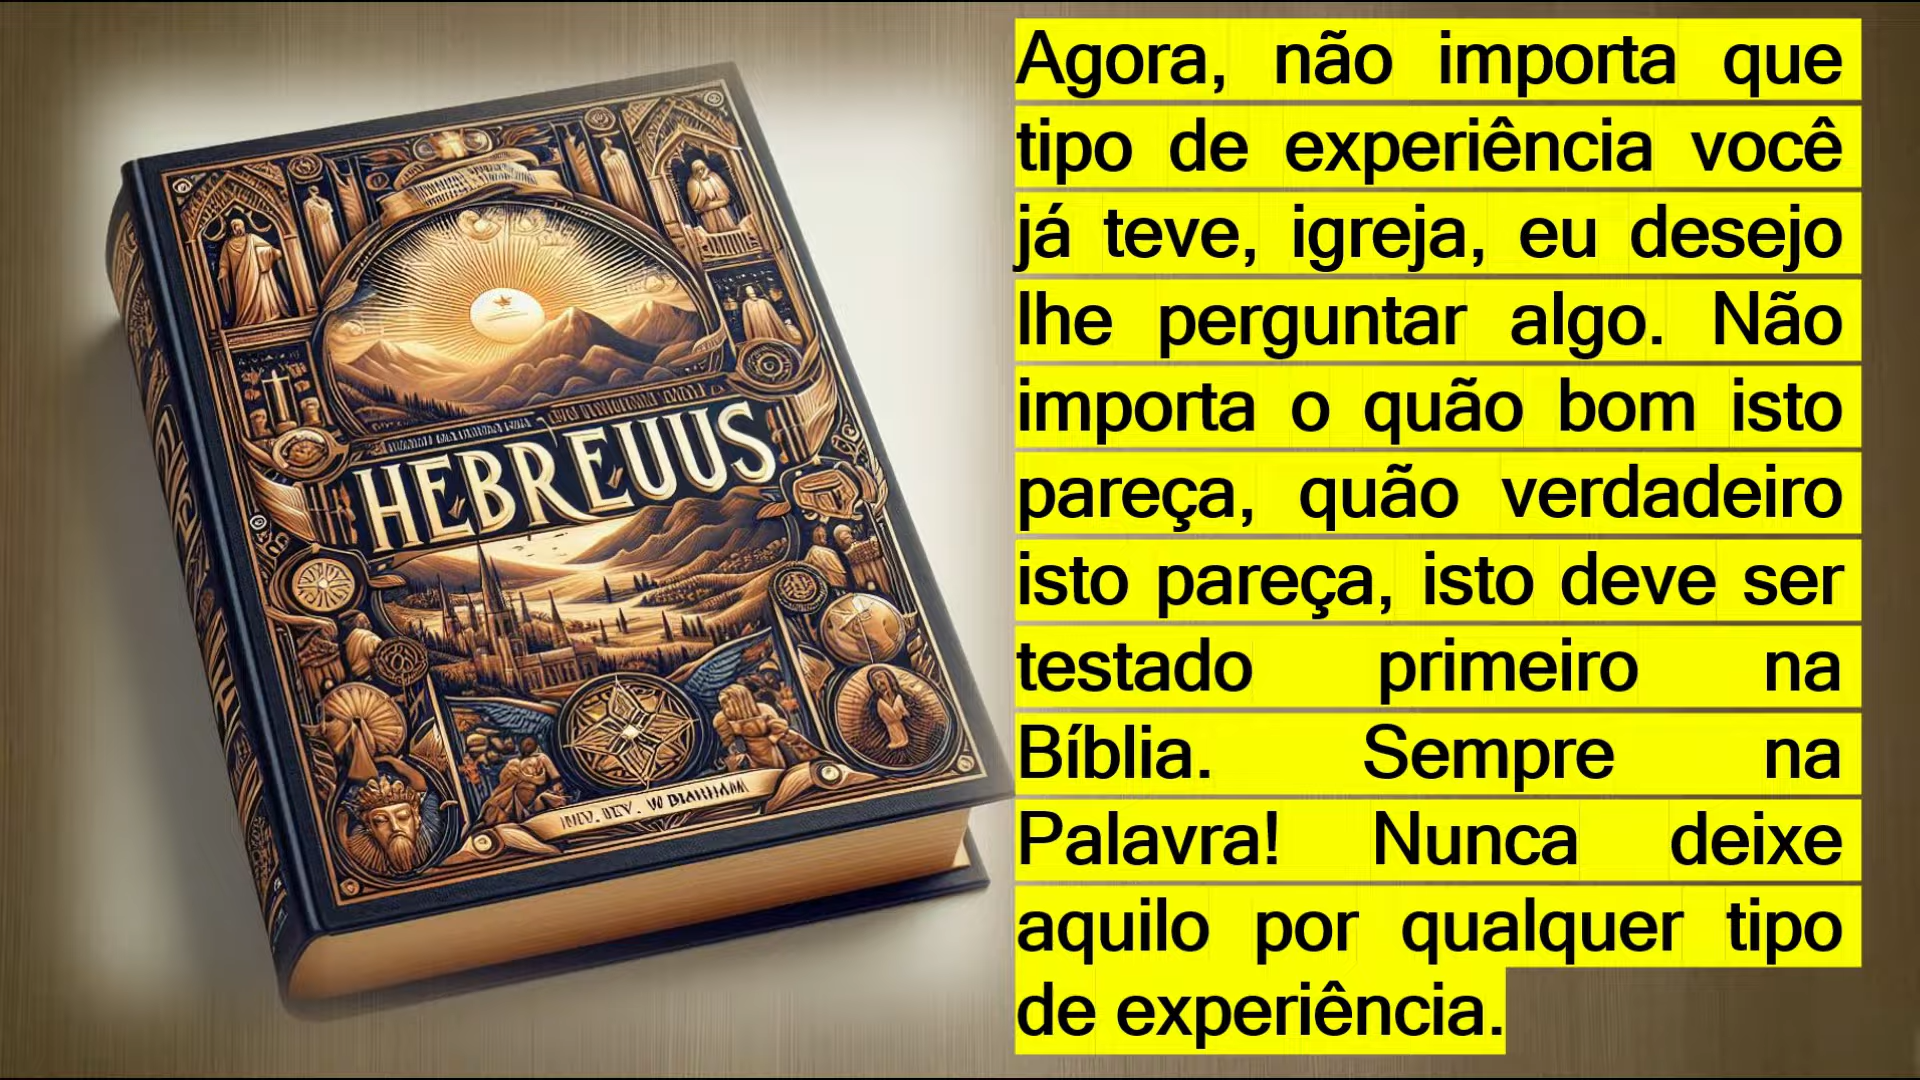 HEBREUUS
Agora, não importa que
tipo de experiência você
já teve, igreja, eu desejo
lhe perguntar algo. Não
importa o quão bom isto
pareça, quão verdadeiro
isto pareça, isto deve ser
testado primeiro na
Bíblia. Sempre na
Palavra! Nunca deixe
aquilo por qualquer tipo
de experiência.